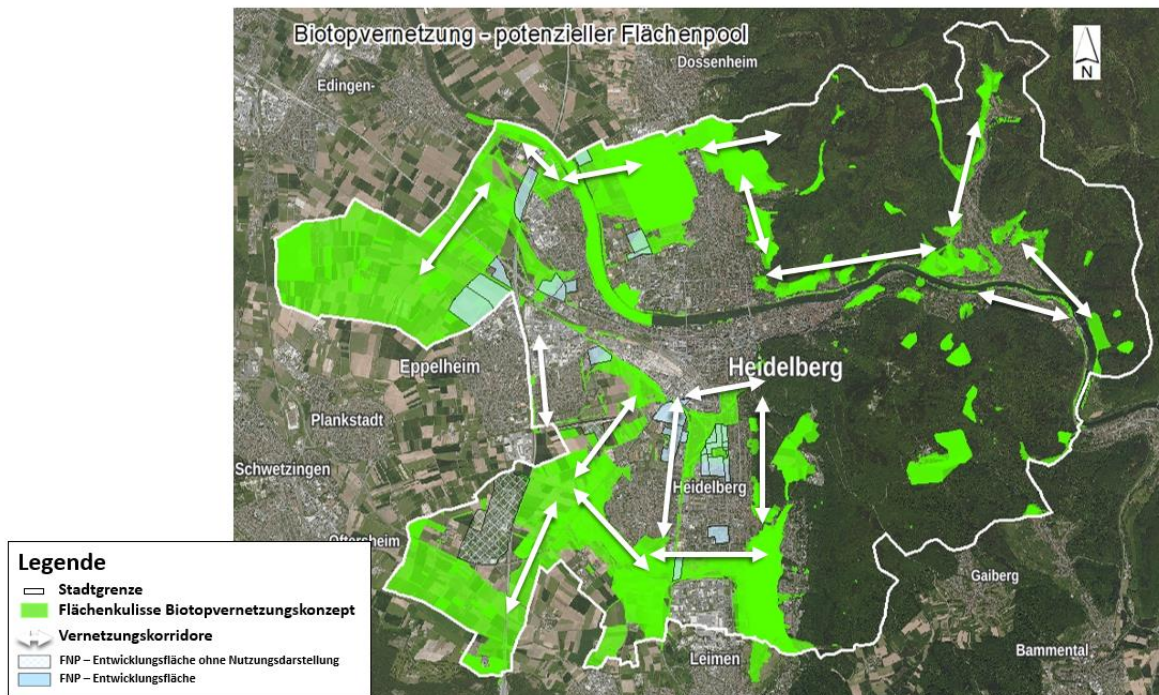 Biotopvernetzung - potenzieller Flächenpool
Dossenheim
N
Edingen-
Eppelheim
Heidelberg
Plankstadt
Schwetzingen
Heidelberg
Oftersheim
Gaiberg
Leimen
Bammental
Legende
Stadtgrenze
Flächenkulisse Biotopvernetzungskonzept
Vernetzungskorridore
FNP – Entwicklungsfläche ohne Nutzungsdarstellung
FNP – Entwicklungsfläche